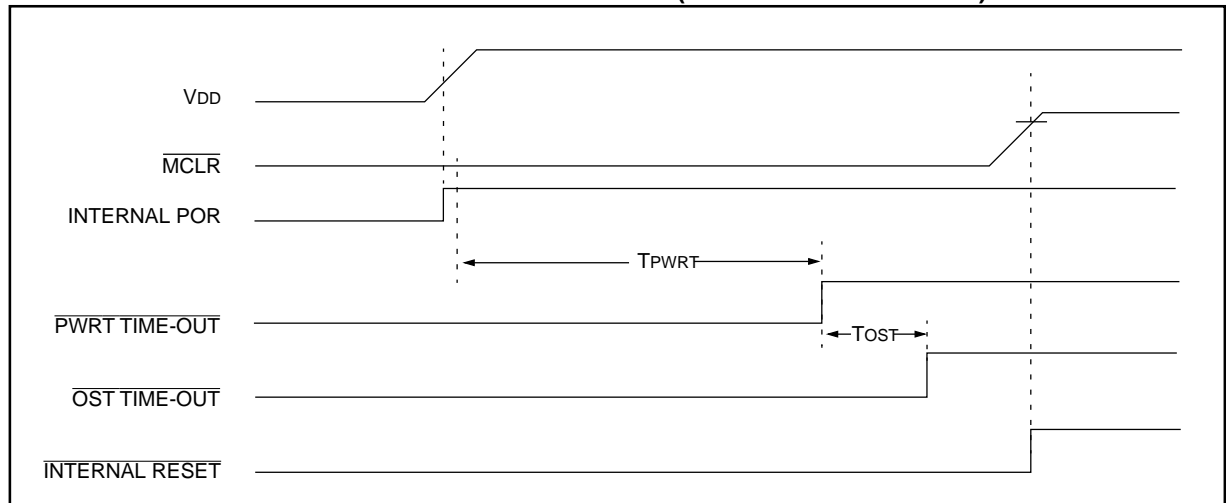 VDD
MCLR
INTERNAL POR
TPWRT
PWRT TIME-OUT
TOST
OST TIME-OUT
INTERNAL RESET